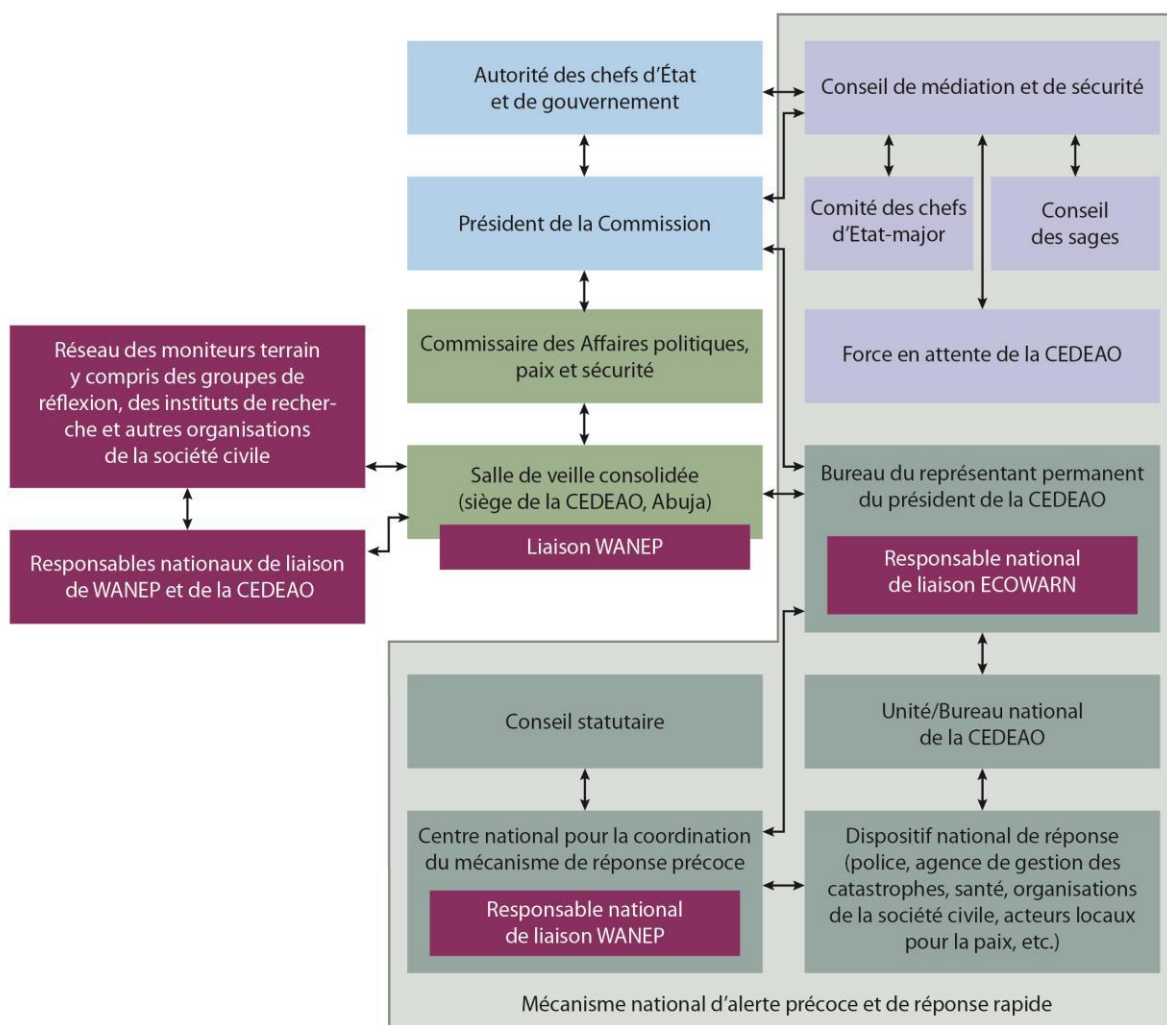 Autorité des chefs d'État
et de gouvernement
Conseil de médiation et de sécurité
Président de la Commission
Comité des chefs
d'Etat-major
Conseil
des sages
Commissaire des Affaires politiques,
paix et sécurité
Force en attente de la CEDEAO
Réseau des moniteurs terrain
y compris des groupes de
réflexion, des instituts de recher-
che et autres organisations
de la société civile
Salle de veille consolidée
(siège de la CEDEAO, Abuja)
Liaison WANEP
Bureau du représentant permanent
du président de la CEDEAO
Responsable national
de liaison ECOWARN
Responsables nationaux de liaison
de WANEP et de la CEDEAO
Conseil statutaire
Unité/Bureau national
de la CEDEAO
Centre national pour la coordination
du mécanisme de réponse précoce
Responsable national
de liaison WANEP
Dispositif national de réponse
(police, agence de gestion des
catastrophes, santé, organisations
de la société civile, acteurs locaux
pour la paix, etc.)
Mécanisme national d'alerte précoce et de réponse rapide